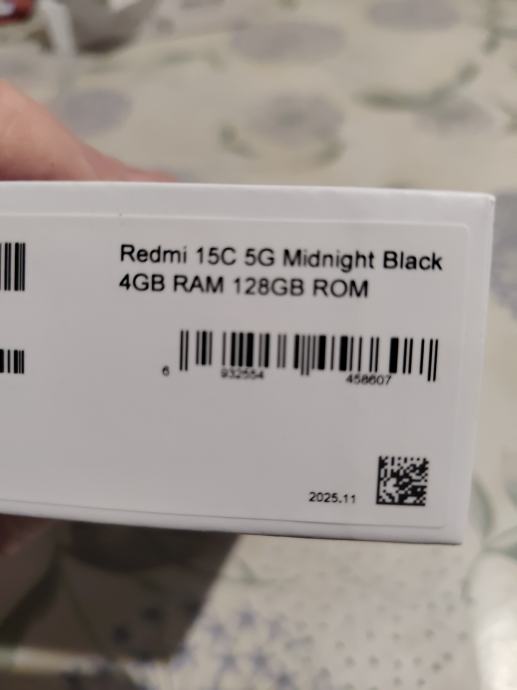 Redmi 15C 5G Midnight Black
4GB RAM 128GB ROM
6 932554 458607
2025.11